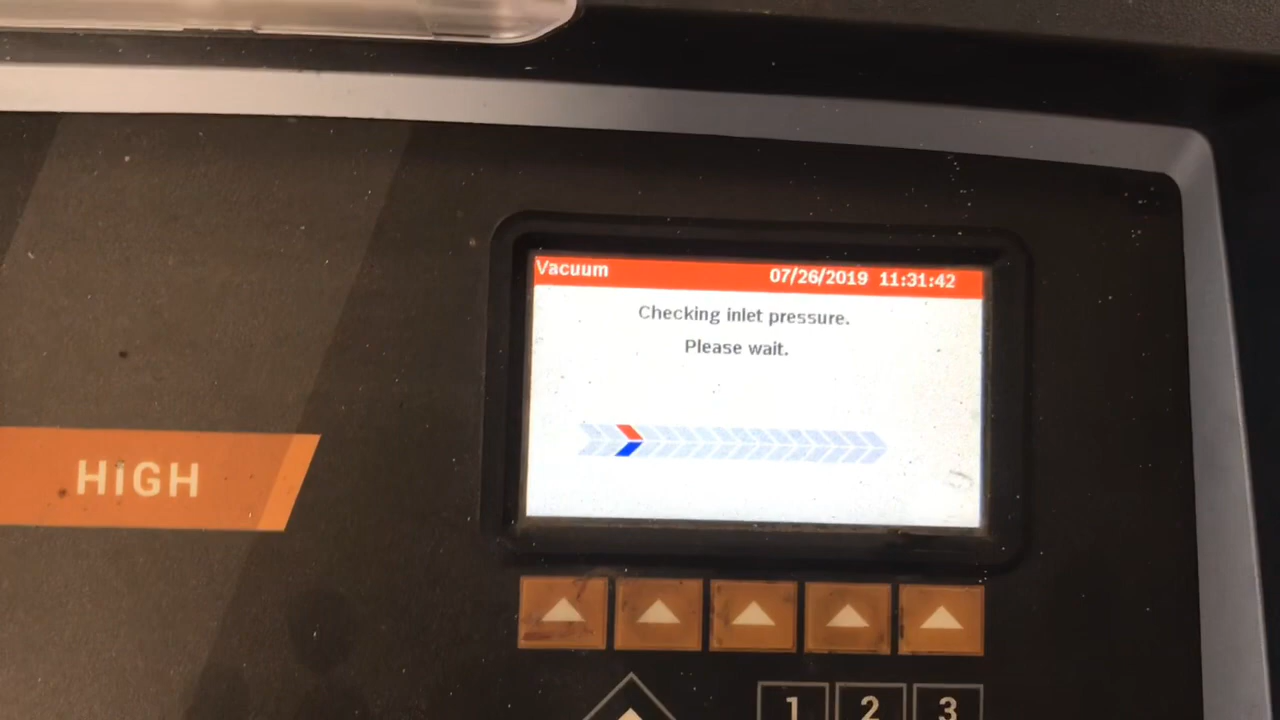 Vacuum 07/26/2019 11:31:42
Checking inlet pressure.
Please wait.
HIGH
1 2 3